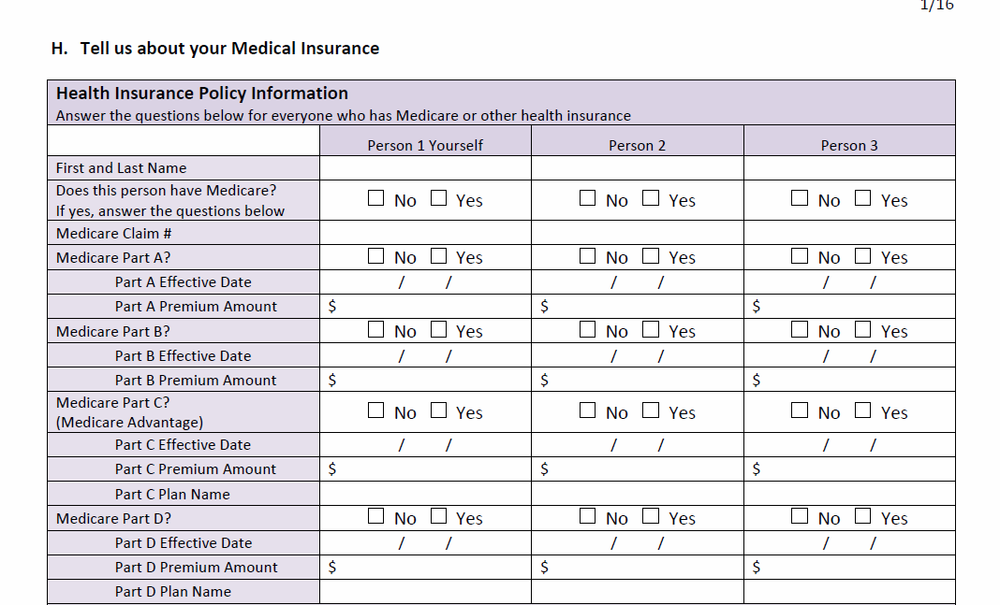 1/16
H. Tell us about your Medical Insurance
Health Insurance Policy Information
Answer the questions below for everyone who has Medicare or other health insurance
Person 1 Yourself Person 2 Person 3
First and Last Name
Does this person have Medicare?
If yes, answer the questions below
☐ No ☐ Yes ☐ No ☐ Yes ☐ No ☐ Yes
Medicare Claim #
Medicare Part A? ☐ No ☐ Yes ☐ No ☐ Yes ☐ No ☐ Yes
Part A Effective Date / / / / / /
Part A Premium Amount $ $ $
Medicare Part B? ☐ No ☐ Yes ☐ No ☐ Yes ☐ No ☐ Yes
Part B Effective Date / / / / / /
Part B Premium Amount $ $ $
Medicare Part C?
(Medicare Advantage)
☐ No ☐ Yes ☐ No ☐ Yes ☐ No ☐ Yes
Part C Effective Date / / / / / /
Part C Premium Amount $ $ $
Part C Plan Name
Medicare Part D? ☐ No ☐ Yes ☐ No ☐ Yes ☐ No ☐ Yes
Part D Effective Date / / / / / /
Part D Premium Amount $ $ $
Part D Plan Name